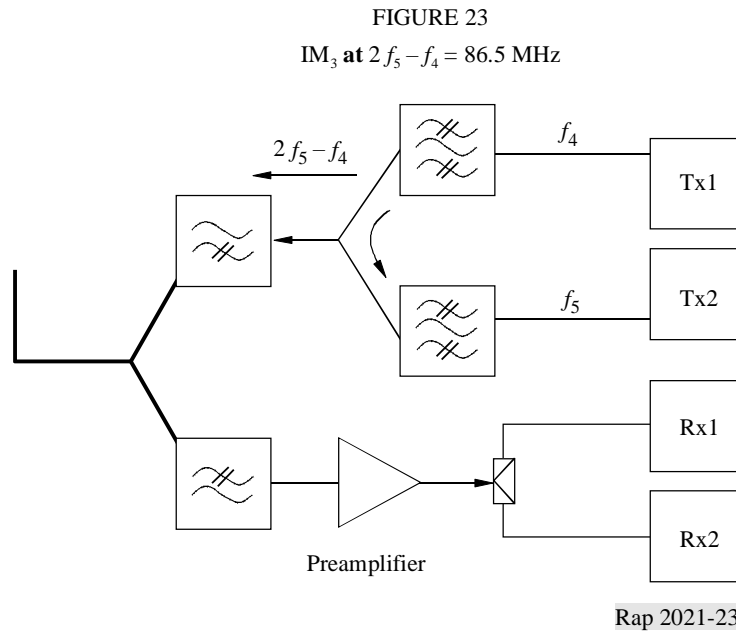 FIGURE 23
IM₃ at 2 f₅ – f₄ = 86.5 MHz
2 f₅ – f₄
f₄
Tx1
f₅
Tx2
Rx1
Rx2
Preamplifier
Rap 2021-23